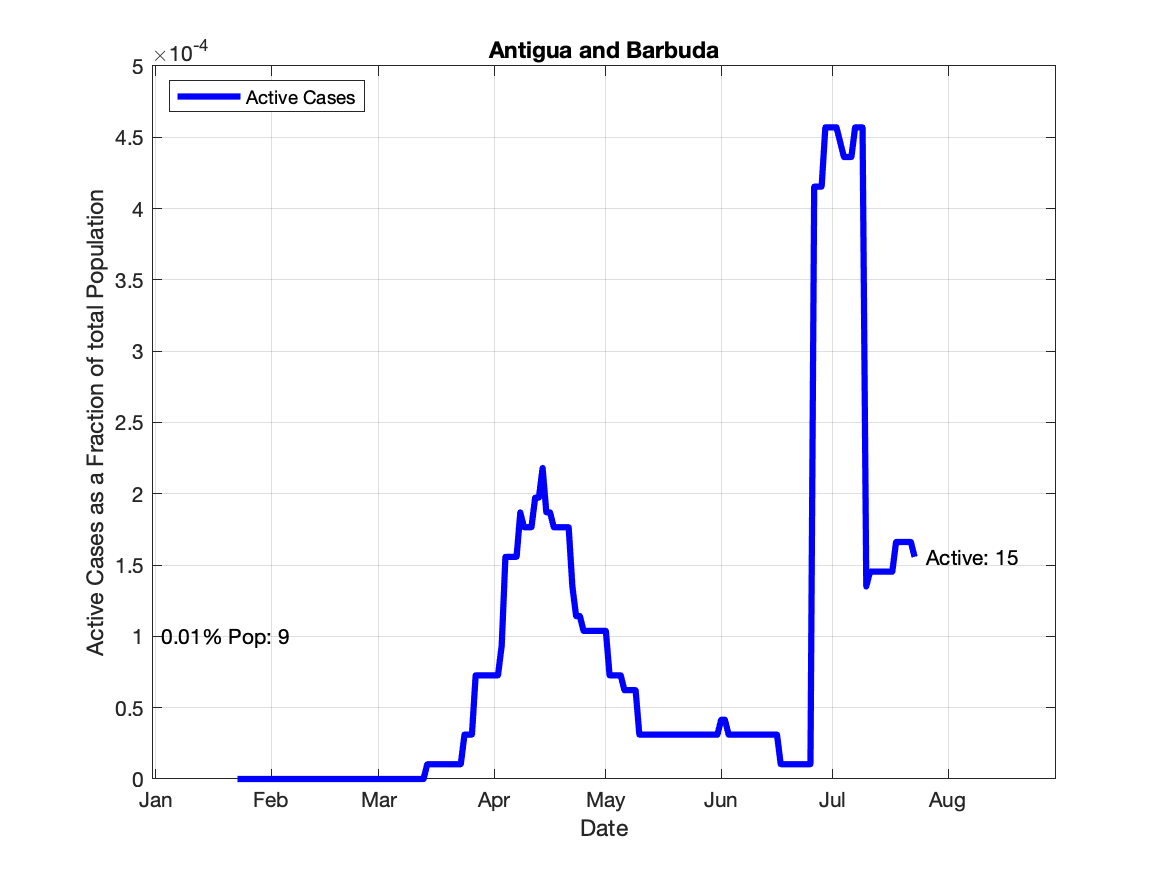 Antigua and Barbuda
×10^-4
Active Cases
5
4.5
4
3.5
3
2.5
2
1.5
1
0.5
0
Active Cases as a Fraction of total Population
0.01% Pop: 9
Active: 15
Jan Feb Mar Apr May Jun Jul Aug
Date